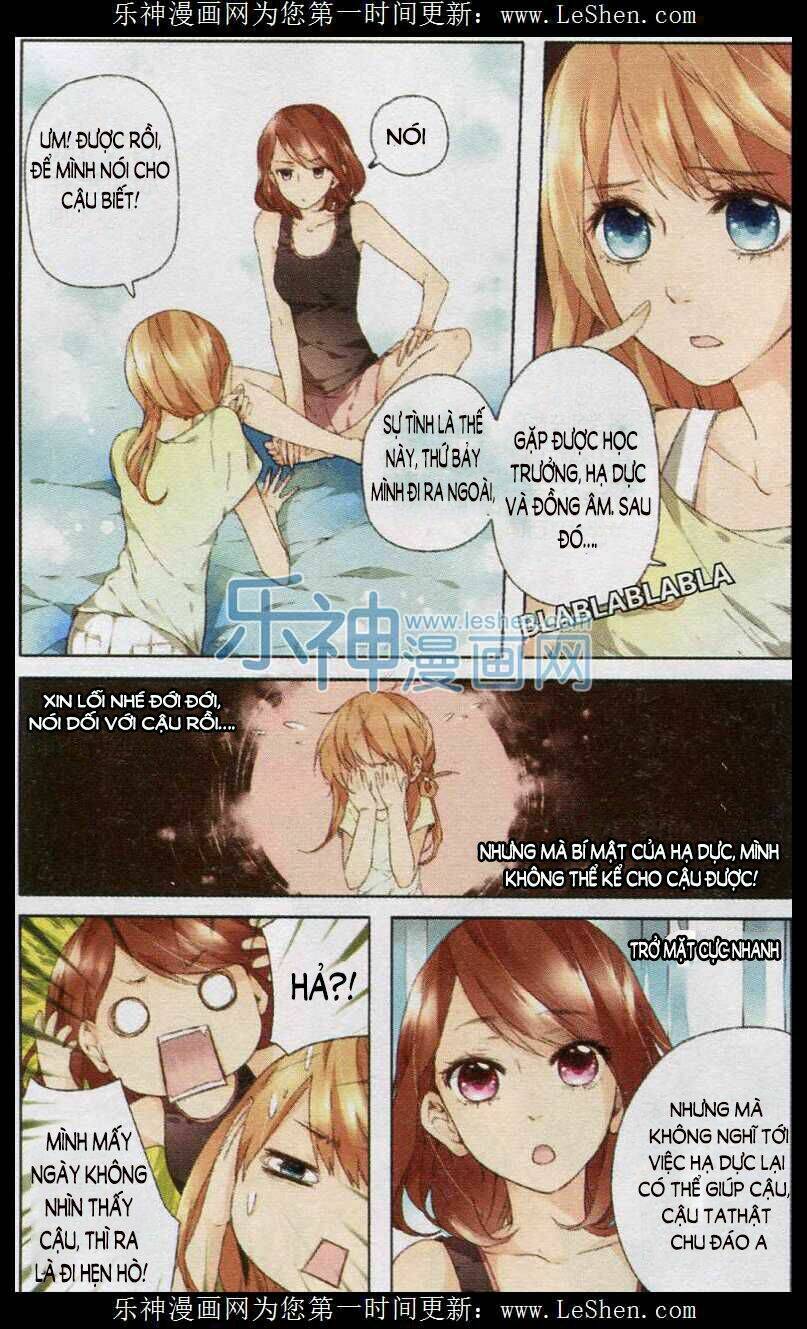 乐神漫画网为您第一时间更新：www.LeShen.com
ƯM! ĐƯỢC RỒI,
ĐỂ MÌNH NÓI CHO
CẬU BIẾT!
NÓI
SỰ TÌNH LÀ THẾ
NÀY, THỨ BẢY
MÌNH ĐI RA NGOÀI,
GẶP ĐƯỢC HỌC
TRƯỞNG, HẠ DỰC
VÀ ĐỒNG ÂM. SAU
ĐÓ....
BLABLABLABLA
www.leshen.com
乐神漫画网
XIN LỖI NHÉ ĐỚI ĐỚI,
NÓI DỐI VỚI CẬU RỒI....
NHƯNG MÀ BÍ MẬT CỦA HẠ DỰC, MÌNH
KHÔNG THỂ KỂ CHO CẬU ĐƯỢC!
HẢ?!
MÌNH MẤY
NGÀY KHÔNG
NHÌN THẤY
CẬU, THÌ RA
LÀ ĐI HẸN HÒ!
TRỞ MẶT CỰC NHANH
NHƯNG MÀ
KHÔNG NGHĨ TỚI
VIỆC HẠ DỰC LẠI
CÓ THỂ GIÚP CẬU,
CẬU TATHẬT
CHU ĐÁO A
乐神漫画网为您第一时间更新：www.LeShen.com